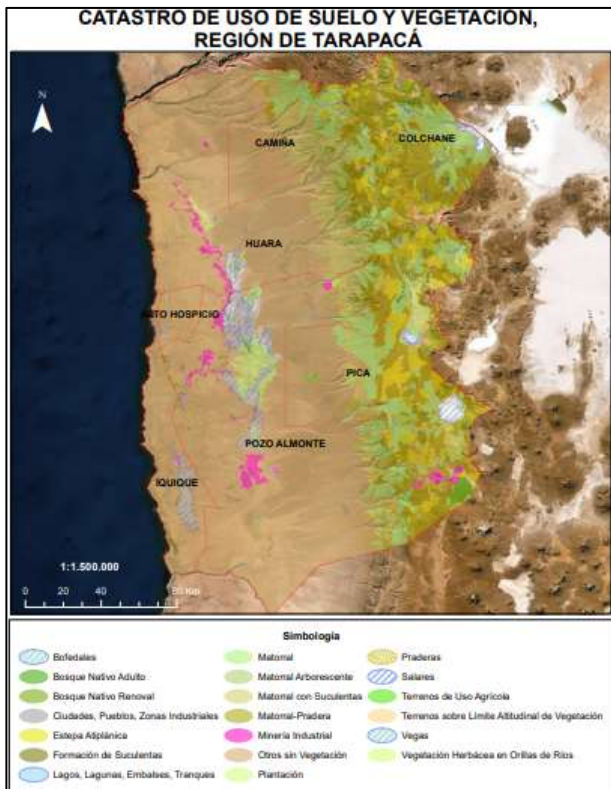 CATASTRO DE USO DE SUELO Y VEGETACIÓN,
REGIÓN DE TARAPACÁ
N
CAMIÑA
COLCHANE
HUARA
ALTO HOSPICIO
PICA
POZO ALMONTE
IQUIQUE
1:1.500.000
0 20 40 80 Km
Simbología
Bofedales
Bosque Nativo Adulto
Bosque Nativo Renoval
Ciudades, Pueblos, Zonas Industriales
Estepa Altiplánica
Formación de Suculentas
Lagos, Lagunas, Embalses, Tranques
Matorral
Matorral Arborescente
Matorral con Suculentas
Matorral-Pradera
Minería Industrial
Otros sin Vegetación
Plantación
Praderas
Salares
Terrenos de Uso Agrícola
Terrenos sobre Límite Altitudinal de Vegetación
Vegas
Vegetación Herbácea en Orillas de Ríos